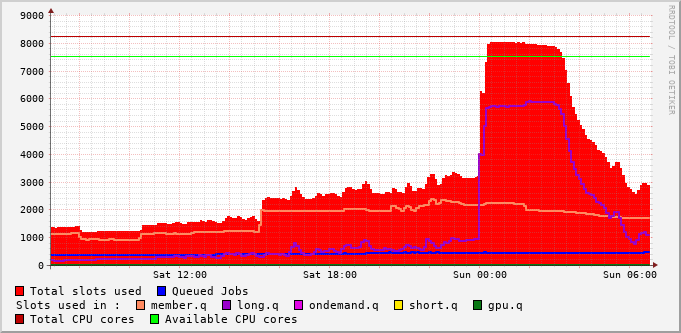 RRDTOOL / TOBI OETIKER
9000
8000
7000
6000
5000
4000
3000
2000
1000
0
Sat 12:00 Sat 18:00 Sun 00:00 Sun 06:00
Total slots used Queued Jobs
Slots used in : member.q long.q ondemand.q short.q gpu.q
Total CPU cores Available CPU cores